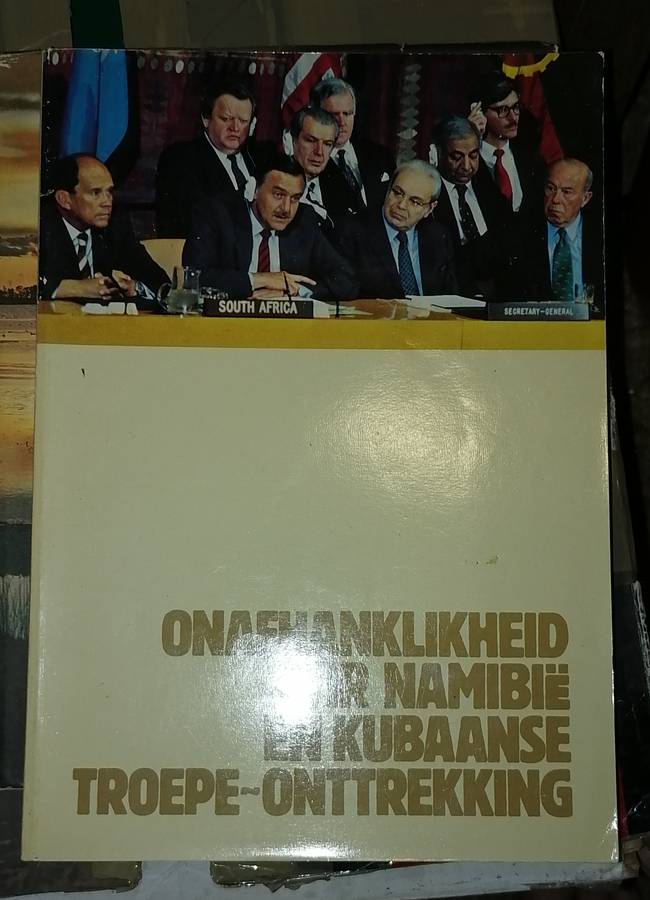 SOUTH AFRICA
SECRETARY-GENERAL
ONAFHANKLIKHEID
NAMIBIË
EN KUBAANSE
TROEPE-ONTTREKKING